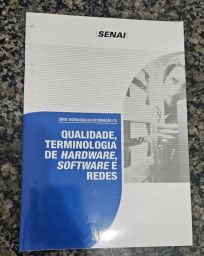 SENAI
SÉRIE TECNOLOGIA DA INFORMAÇÃO (TI)
QUALIDADE,
TERMINOLOGIA
DE HARDWARE,
SOFTWARE E
REDES